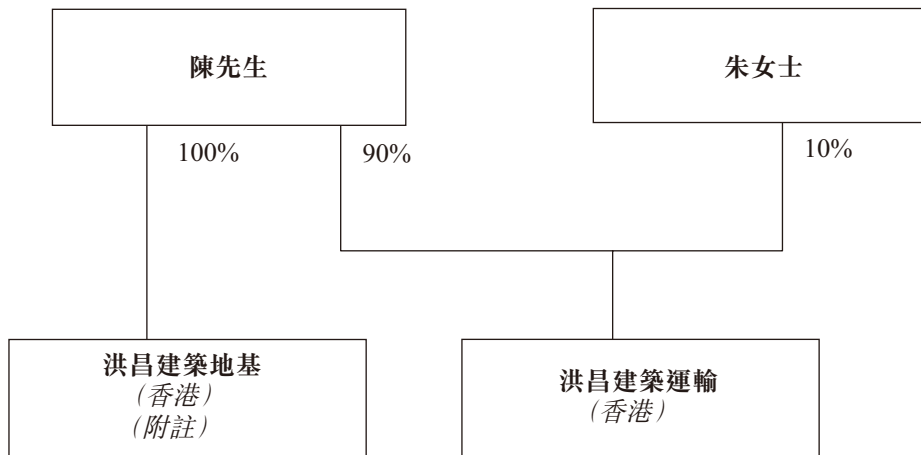 陳先生
朱女士
100%
90%
10%
洪昌建築地基
(香港)
(附註)
洪昌建築運輸
(香港)